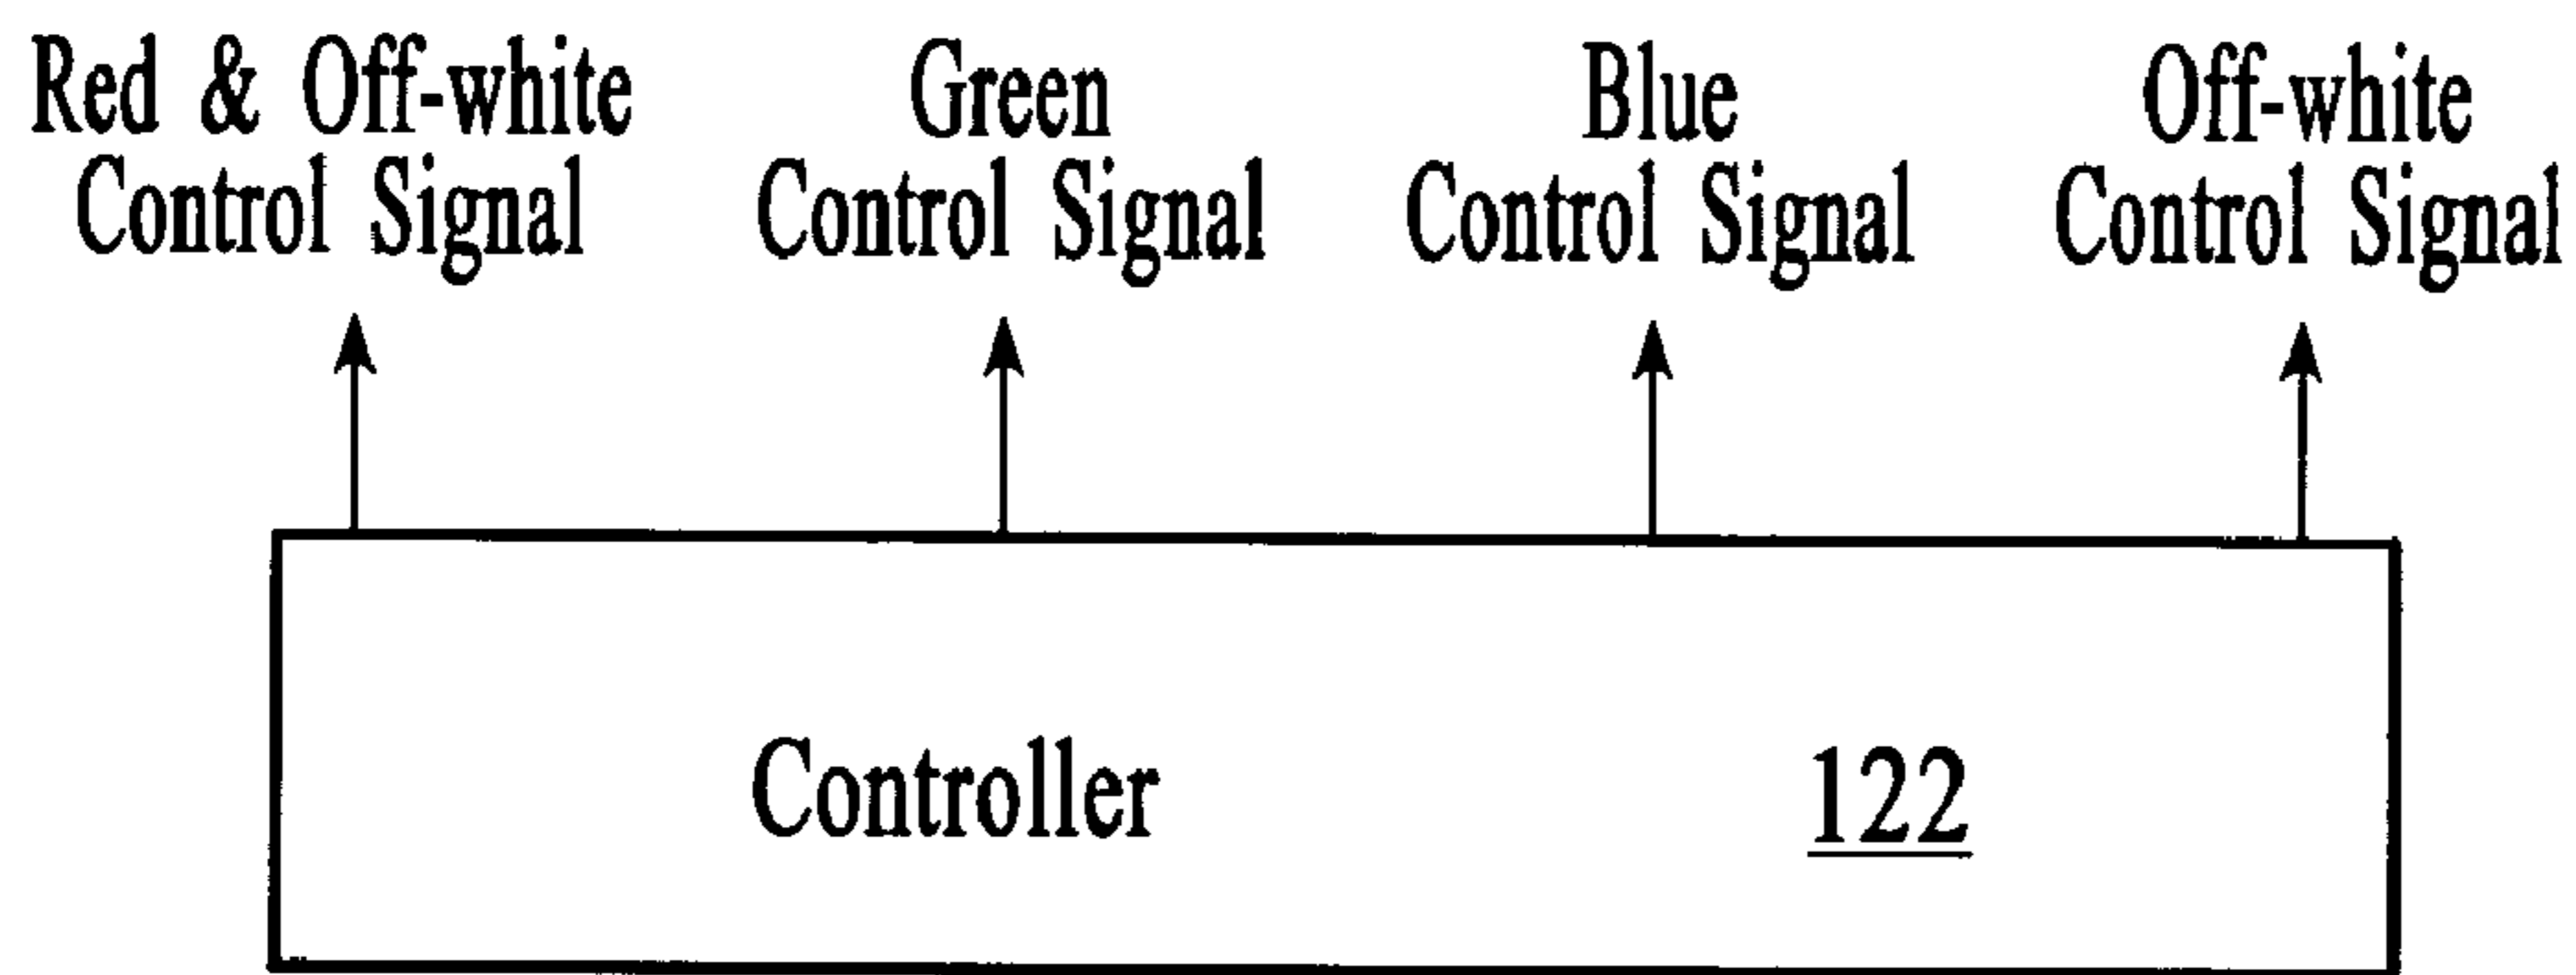 Red & Off-white
Control Signal
Green
Control Signal
Blue
Control Signal
Off-white
Control Signal
Controller
122